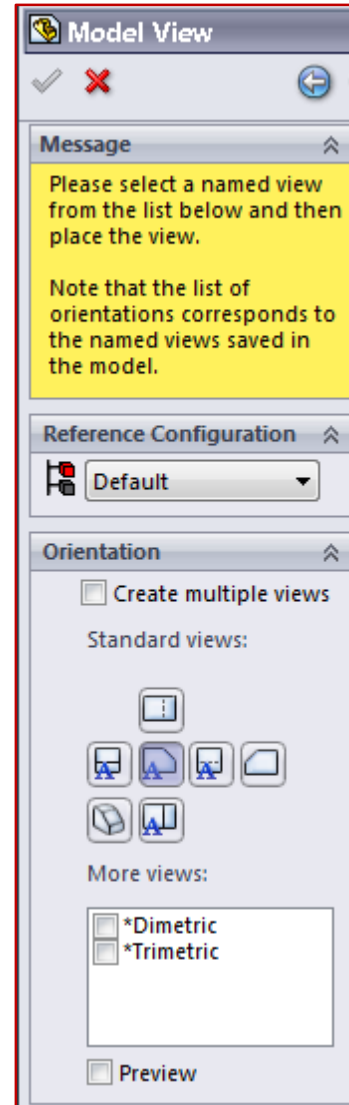 Model View
Message
Please select a named view
from the list below and then
place the view.
Note that the list of
orientations corresponds to
the named views saved in
the model.
Reference Configuration
Default
Orientation
Create multiple views
Standard views:
A A A
A
More views:
*Dimetric
*Trimetric
Preview